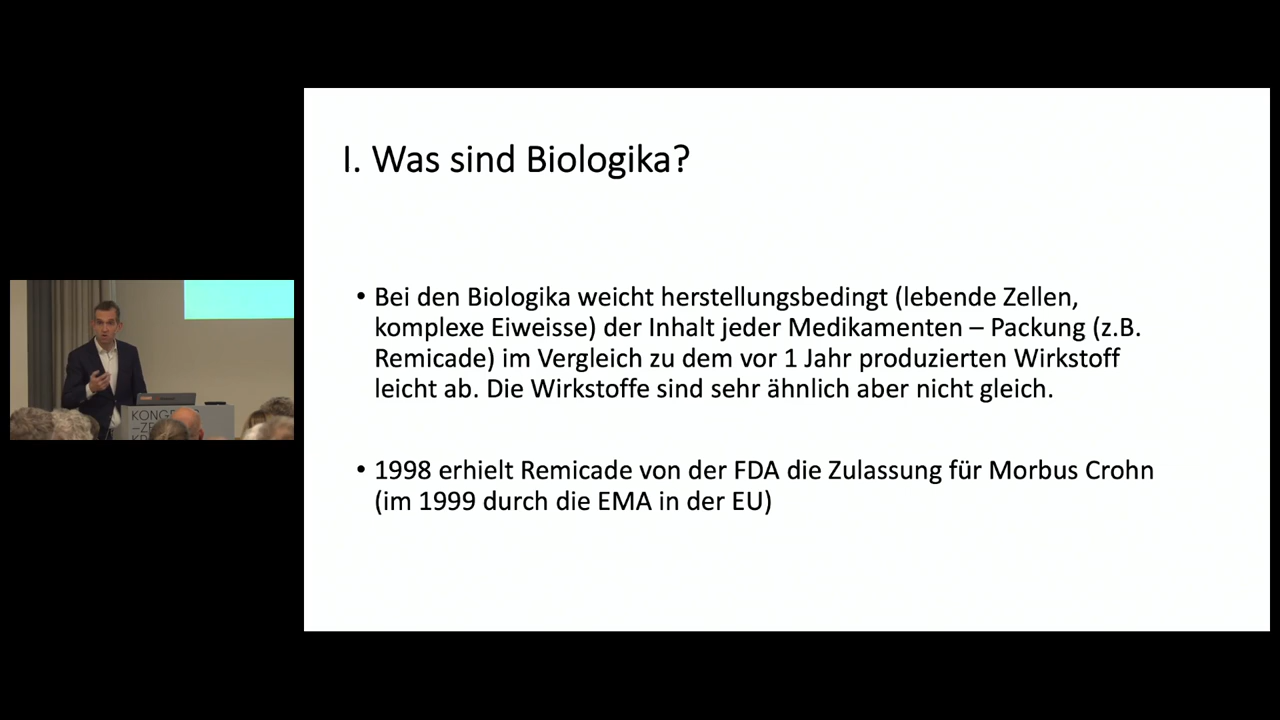 I. Was sind Biologika?
• Bei den Biologika weicht herstellungsbedingt (lebende Zellen,
komplexe Eiweisse) der Inhalt jeder Medikamenten – Packung (z.B.
Remicade) im Vergleich zu dem vor 1 Jahr produzierten Wirkstoff
leicht ab. Die Wirkstoffe sind sehr ähnlich aber nicht gleich.
• 1998 erhielt Remicade von der FDA die Zulassung für Morbus Crohn
(im 1999 durch die EMA in der EU)